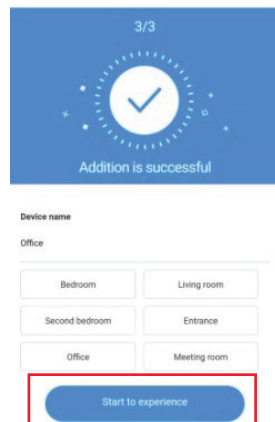 3/3
Addition is successful
Device name
Office
Bedroom
Living room
Second bedroom
Entrance
Office
Meeting room
Start to experience